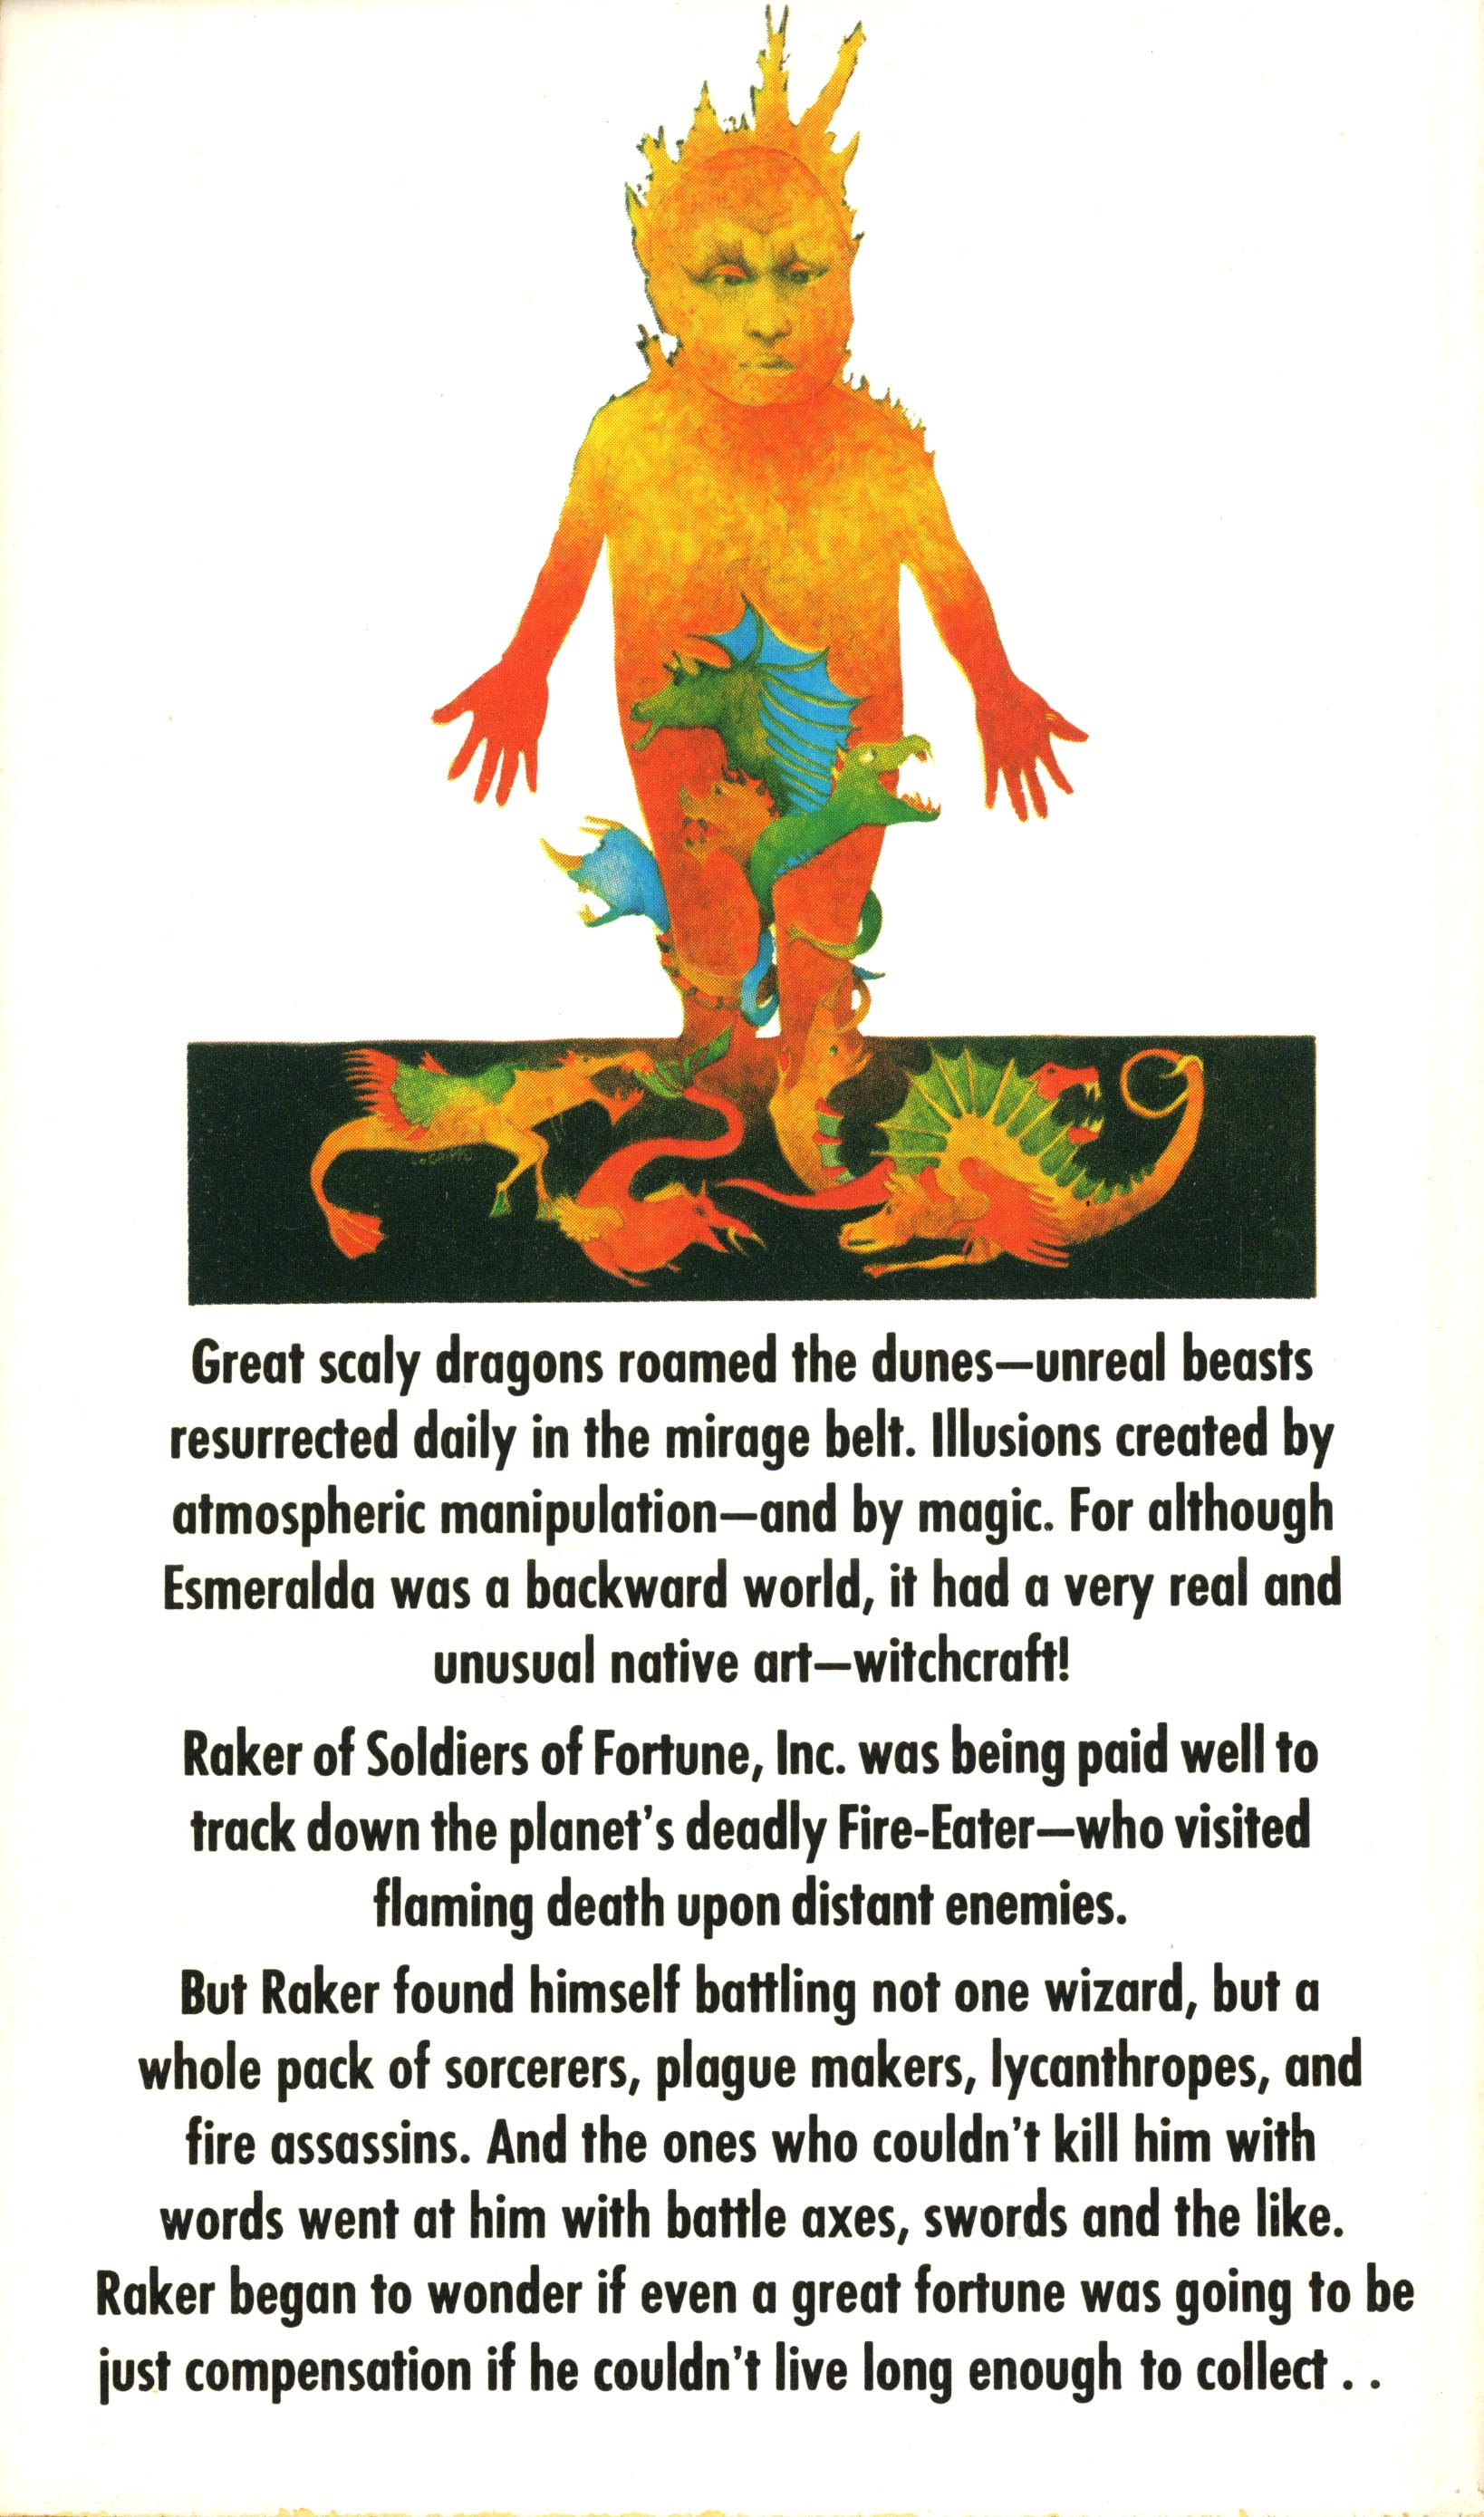 Great scaly dragons roamed the dunes—unreal beasts
resurrected daily in the mirage belt. Illusions created by
atmospheric manipulation—and by magic. For although
Esmeralda was a backward world, it had a very real and
unusual native art—witchcraft!
Raker of Soldiers of Fortune, Inc. was being paid well to
track down the planet's deadly Fire-Eater—who visited
flaming death upon distant enemies.
But Raker found himself battling not one wizard, but a
whole pack of sorcerers, plague makers, lycanthropes, and
fire assassins. And the ones who couldn't kill him with
words went at him with battle axes, swords and the like.
Raker began to wonder if even a great fortune was going to be
just compensation if he couldn't live long enough to collect . .